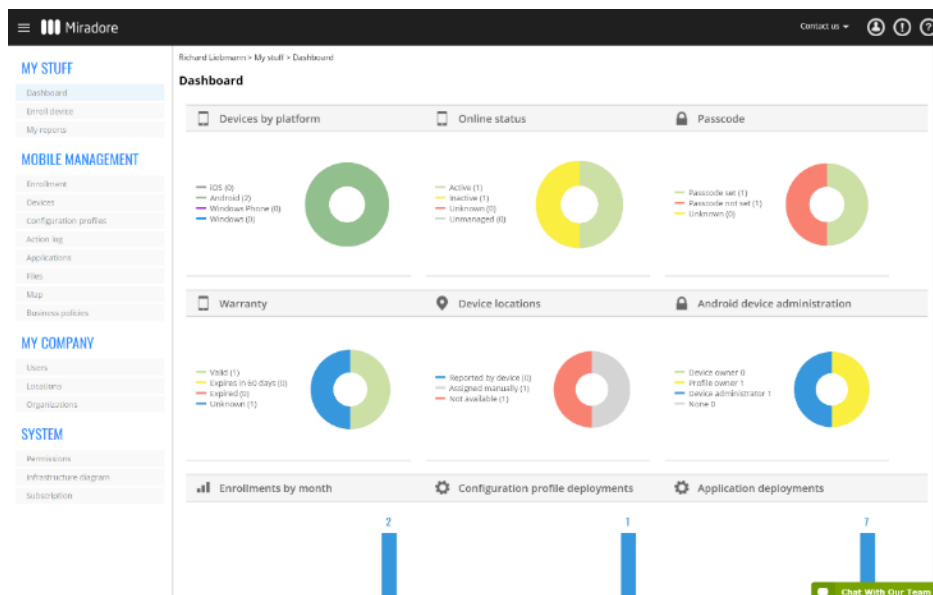 Miradore
Contact us
MY STUFF
Dashboard
Enroll device
My reports
MOBILE MANAGEMENT
Enrollment
Devices
Configuration profiles
Action log
Applications
Files
Map
Business policies
MY COMPANY
Users
Locations
Organizations
SYSTEM
Permissions
Infrastructure diagram
Subscription
Richard Liebmann > My stuff > Dashboard
Dashboard
Devices by platform
iOS (0)
Android (2)
Windows Phone (0)
Windows (0)
Online status
Active (1)
Inactive (1)
Unknown (0)
Unmanaged (0)
Passcode
Passcode set (1)
Passcode not set (1)
Unknown (0)
Warranty
Valid (1)
Expires in 60 days (0)
Expired (0)
Unknown (1)
Device locations
Reported by device (0)
Assigned manually (1)
Not available (1)
Android device administration
Device owner 0
Profile owner 1
Device administrator 1
None 0
Enrollments by month
2
Configuration profile deployments
1
Application deployments
7
Chat With Our Team